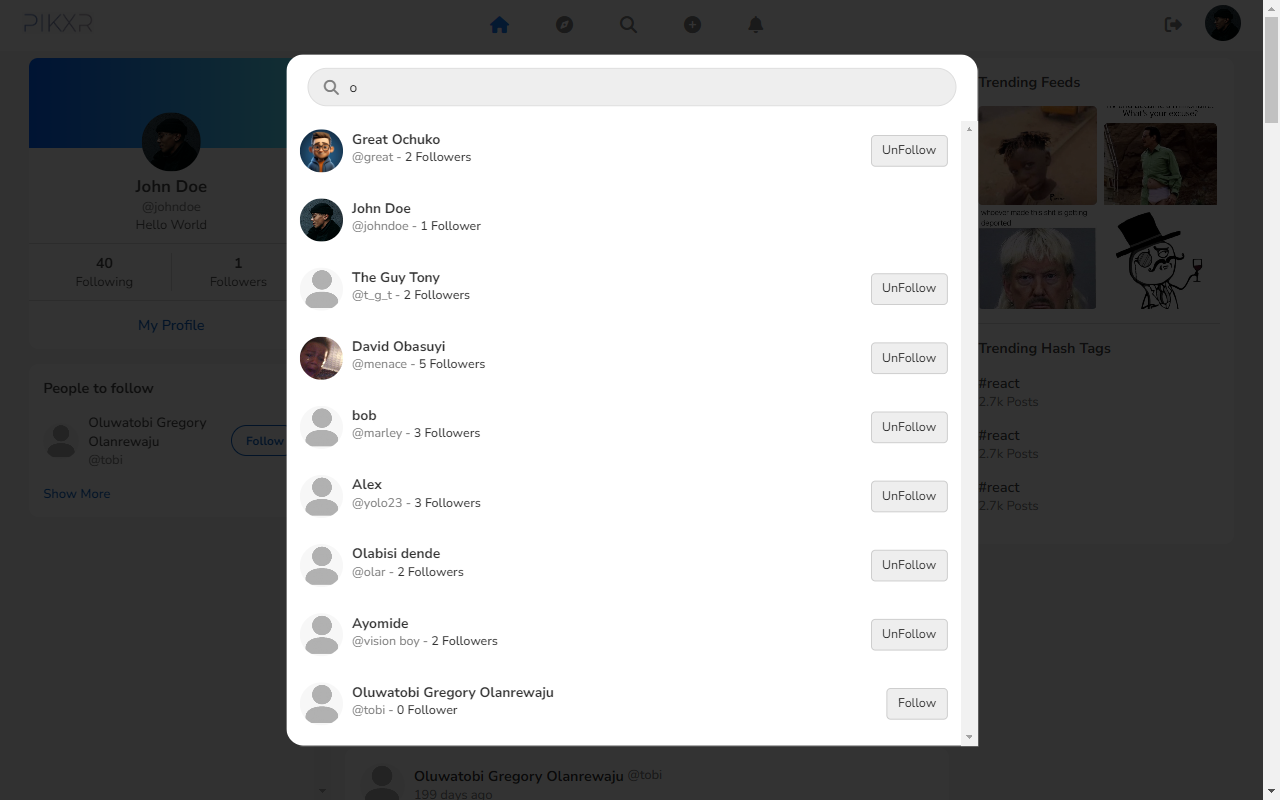 PIKXR
o
Great Ochuko
@great - 2 Followers
UnFollow
John Doe
@johndoe - 1 Follower
The Guy Tony
@t_g_t - 2 Followers
UnFollow
David Obasuyi
@menace - 5 Followers
UnFollow
bob
@marley - 3 Followers
UnFollow
Alex
@yolo23 - 3 Followers
UnFollow
Olabisi dende
@olar - 2 Followers
UnFollow
Ayomide
@vision boy - 2 Followers
UnFollow
Oluwatobi Gregory Olanrewaju
@tobi - 0 Follower
Follow
John Doe
@johndoe
Hello World
40
Following
1
Followers
My Profile
People to follow
Oluwatobi Gregory
Olanrewaju
@tobi
Follow
Show More
Trending Feeds
What's your excuse?
whoever made this shit is getting
deported
Trending Hash Tags
#react
2.7k Posts
#react
2.7k Posts
#react
2.7k Posts
Oluwatobi Gregory Olanrewaju @tobi
199 days ago